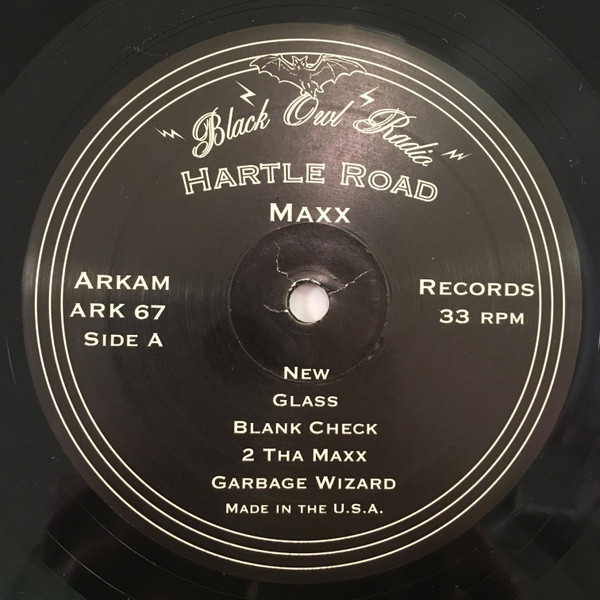 Black Owl Radio
HARTLE ROAD
MAXX
ARKAM
ARK 67
SIDE A
RECORDS
33 RPM
NEW
GLASS
BLANK CHECK
2 THA MAXX
GARBAGE WIZARD
MADE IN THE U.S.A.